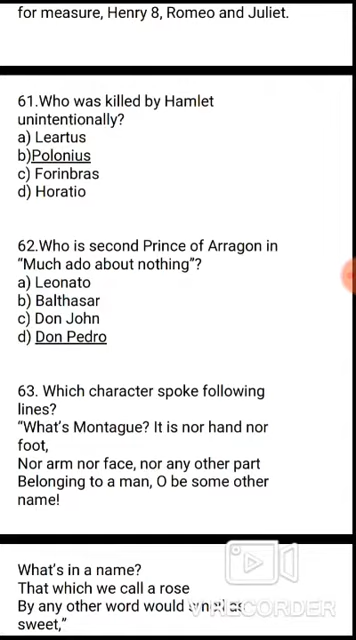 for measure, Henry 8, Romeo and Juliet.
61.Who was killed by Hamlet
unintentionally?
a) Leartus
b)Polonius
c) Forinbras
d) Horatio
62.Who is second Prince of Arragon in
“Much ado about nothing”?
a) Leonato
b) Balthasar
c) Don John
d) Don Pedro
63. Which character spoke following
lines?
“What's Montague? It is nor hand nor
foot,
Nor arm nor face, nor any other part
Belonging to a man, O be some other
name!
What's in a name?
That which we call a rose
By any other word would smell as
sweet,”
RECORDER